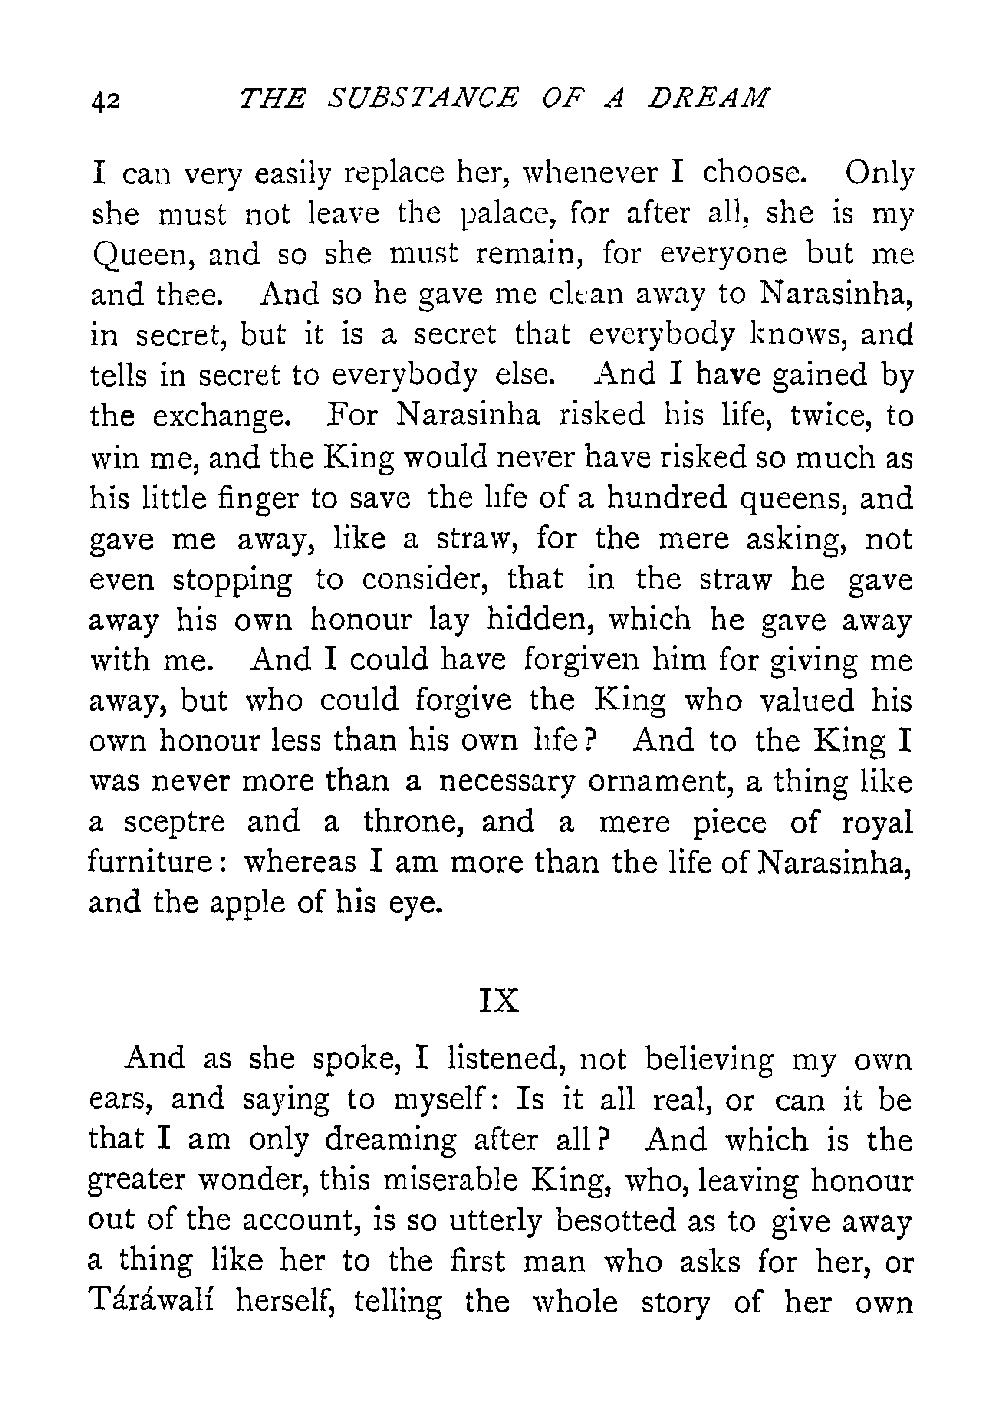 42 THE SUBSTANCE OF A DREAM
I can very easily replace her, whenever I choose. Only
she must not leave the palace, for after all, she is my
Queen, and so she must remain, for everyone but me
and thee. And so he gave me clean away to Narasinha,
in secret, but it is a secret that everybody knows, and
tells in secret to everybody else. And I have gained by
the exchange. For Narasinha risked his life, twice, to
win me, and the King would never have risked so much as
his little finger to save the life of a hundred queens, and
gave me away, like a straw, for the mere asking, not
even stopping to consider, that in the straw he gave
away his own honour lay hidden, which he gave away
with me. And I could have forgiven him for giving me
away, but who could forgive the King who valued his
own honour less than his own life? And to the King I
was never more than a necessary ornament, a thing like
a sceptre and a throne, and a mere piece of royal
furniture: whereas I am more than the life of Narasinha,
and the apple of his eye.
IX
And as she spoke, I listened, not believing my own
ears, and saying to myself: Is it all real, or can it be
that I am only dreaming after all? And which is the
greater wonder, this miserable King, who, leaving honour
out of the account, is so utterly besotted as to give away
a thing like her to the first man who asks for her, or
Táráwalí herself, telling the whole story of her own